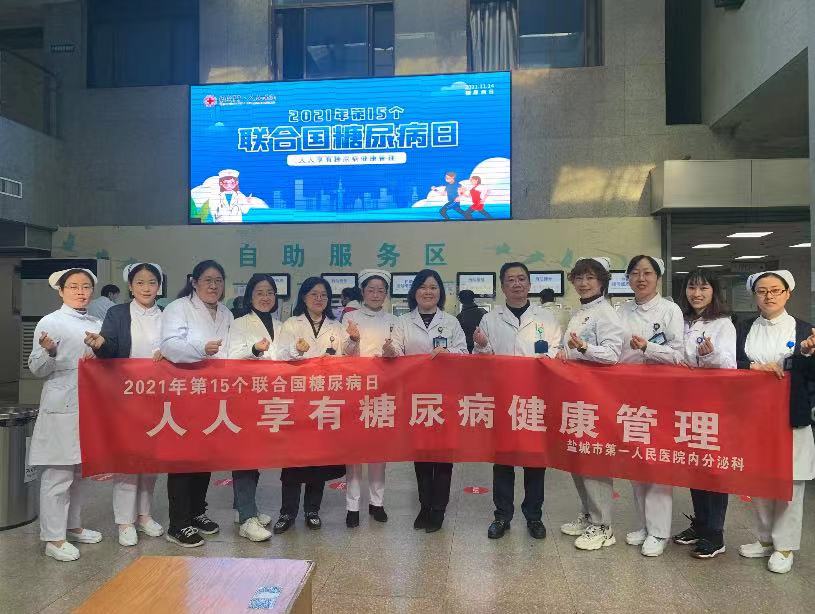 2021.11.14
2021年第15个
联合国糖尿病日
人人享有糖尿病健康管理
自助服务区
2021年第15个联合国糖尿病日
人人享有糖尿病健康管理
盐城市第一人民医院内分泌科